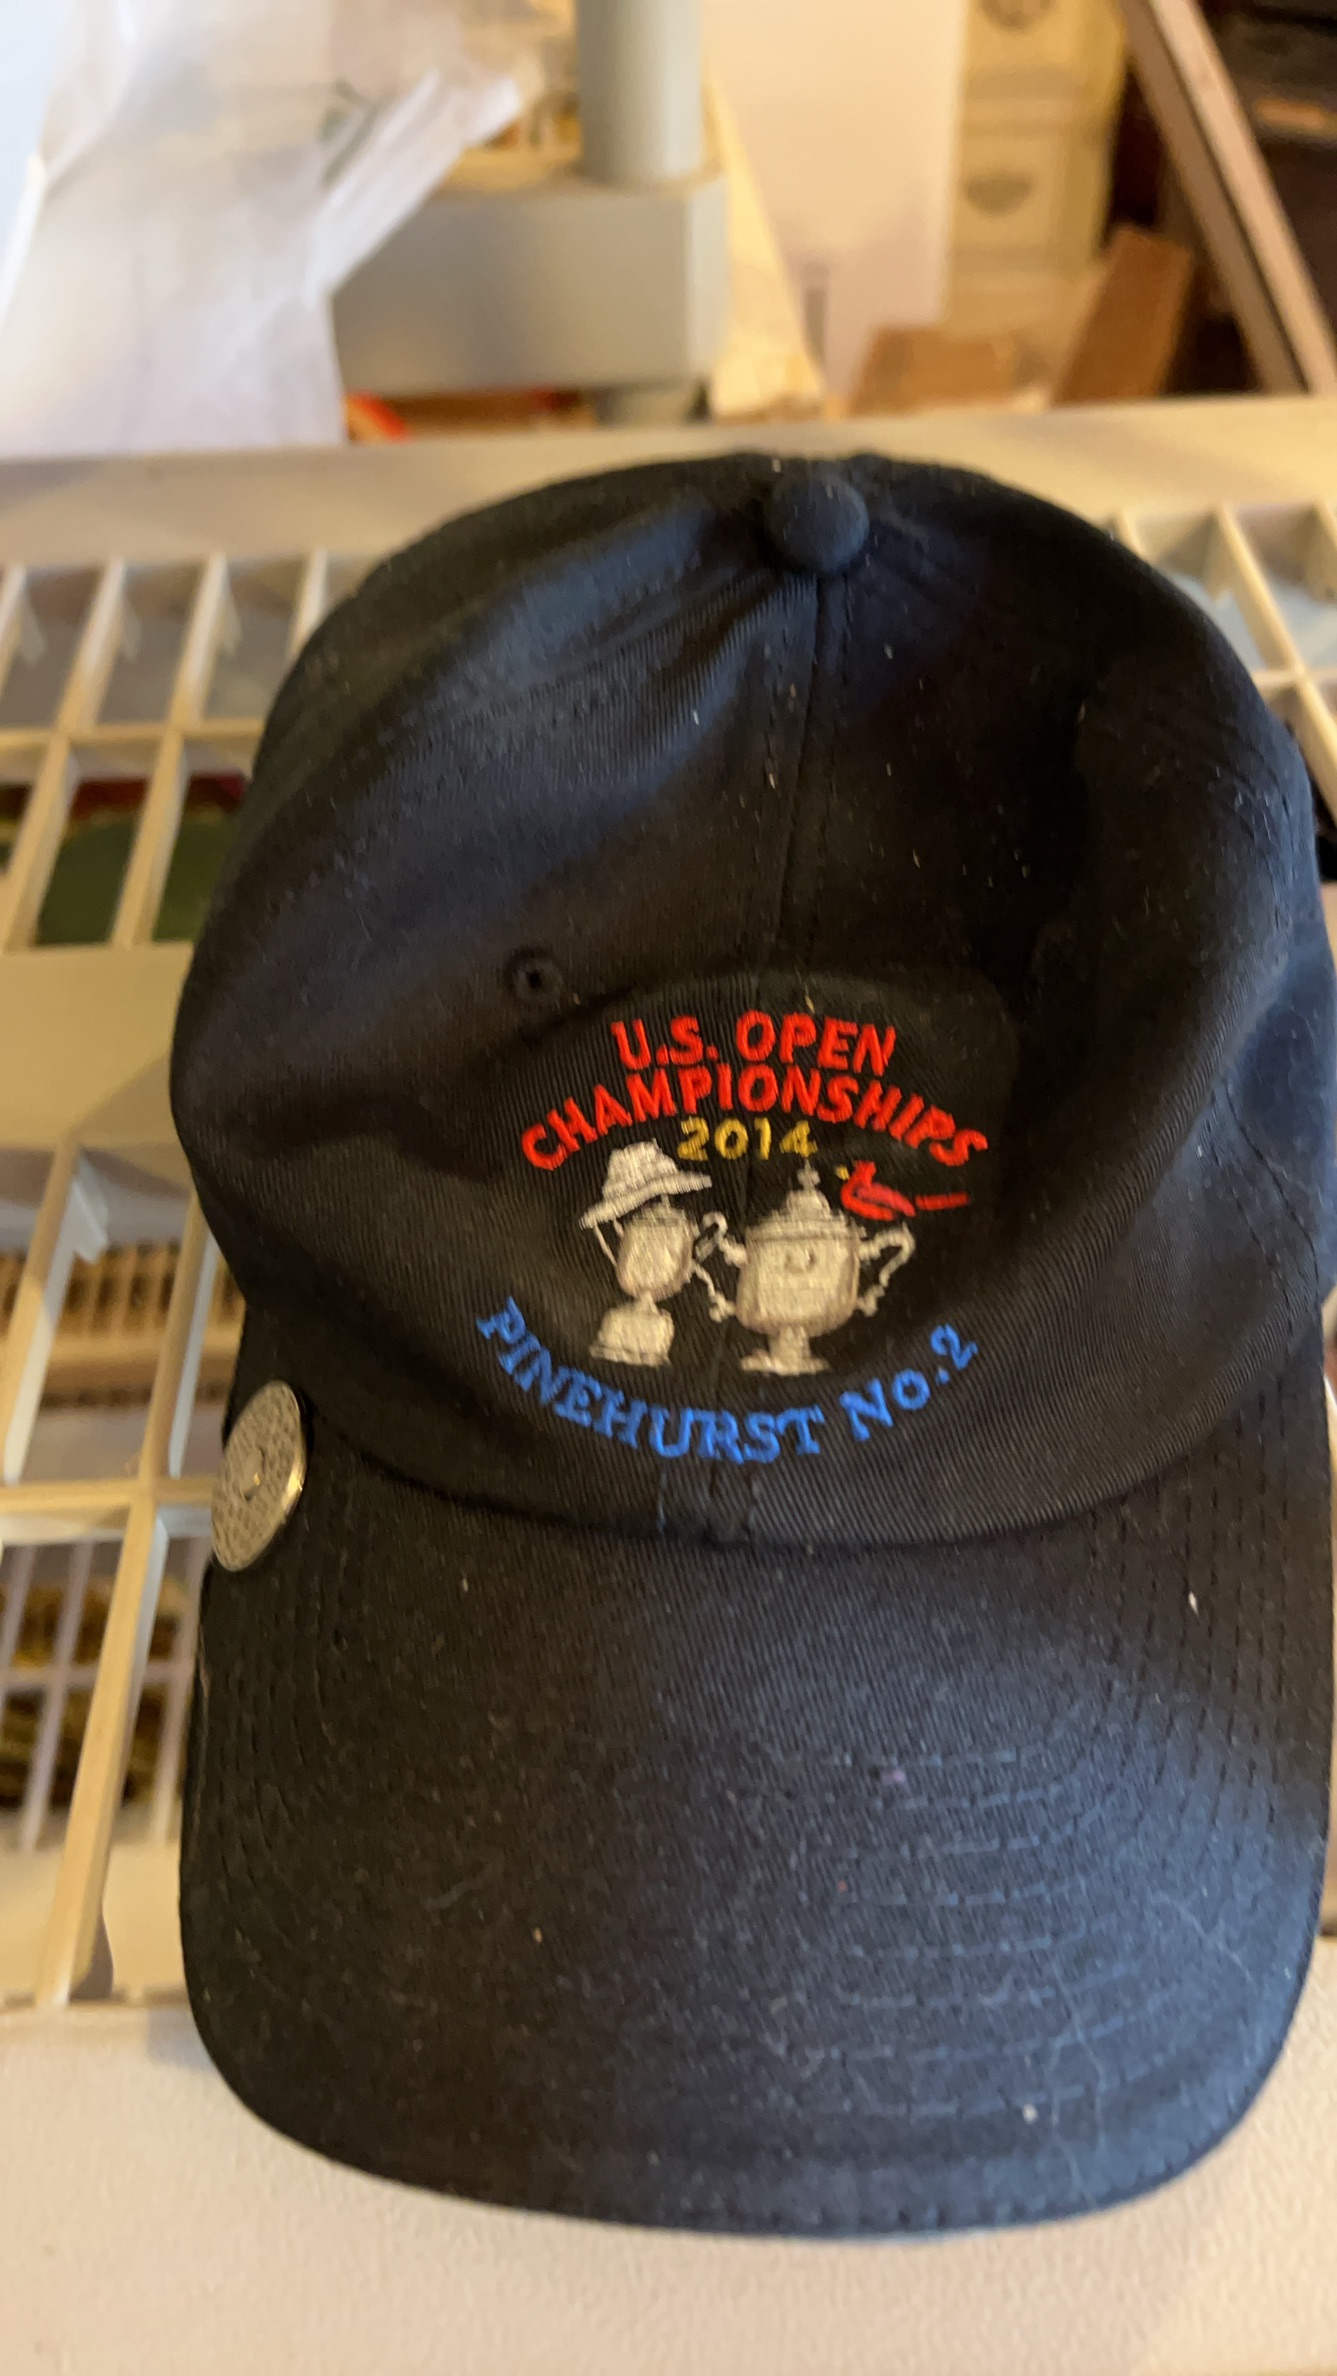 U.S. OPEN
CHAMPIONSHIPS
2014
PINEHURST No.2